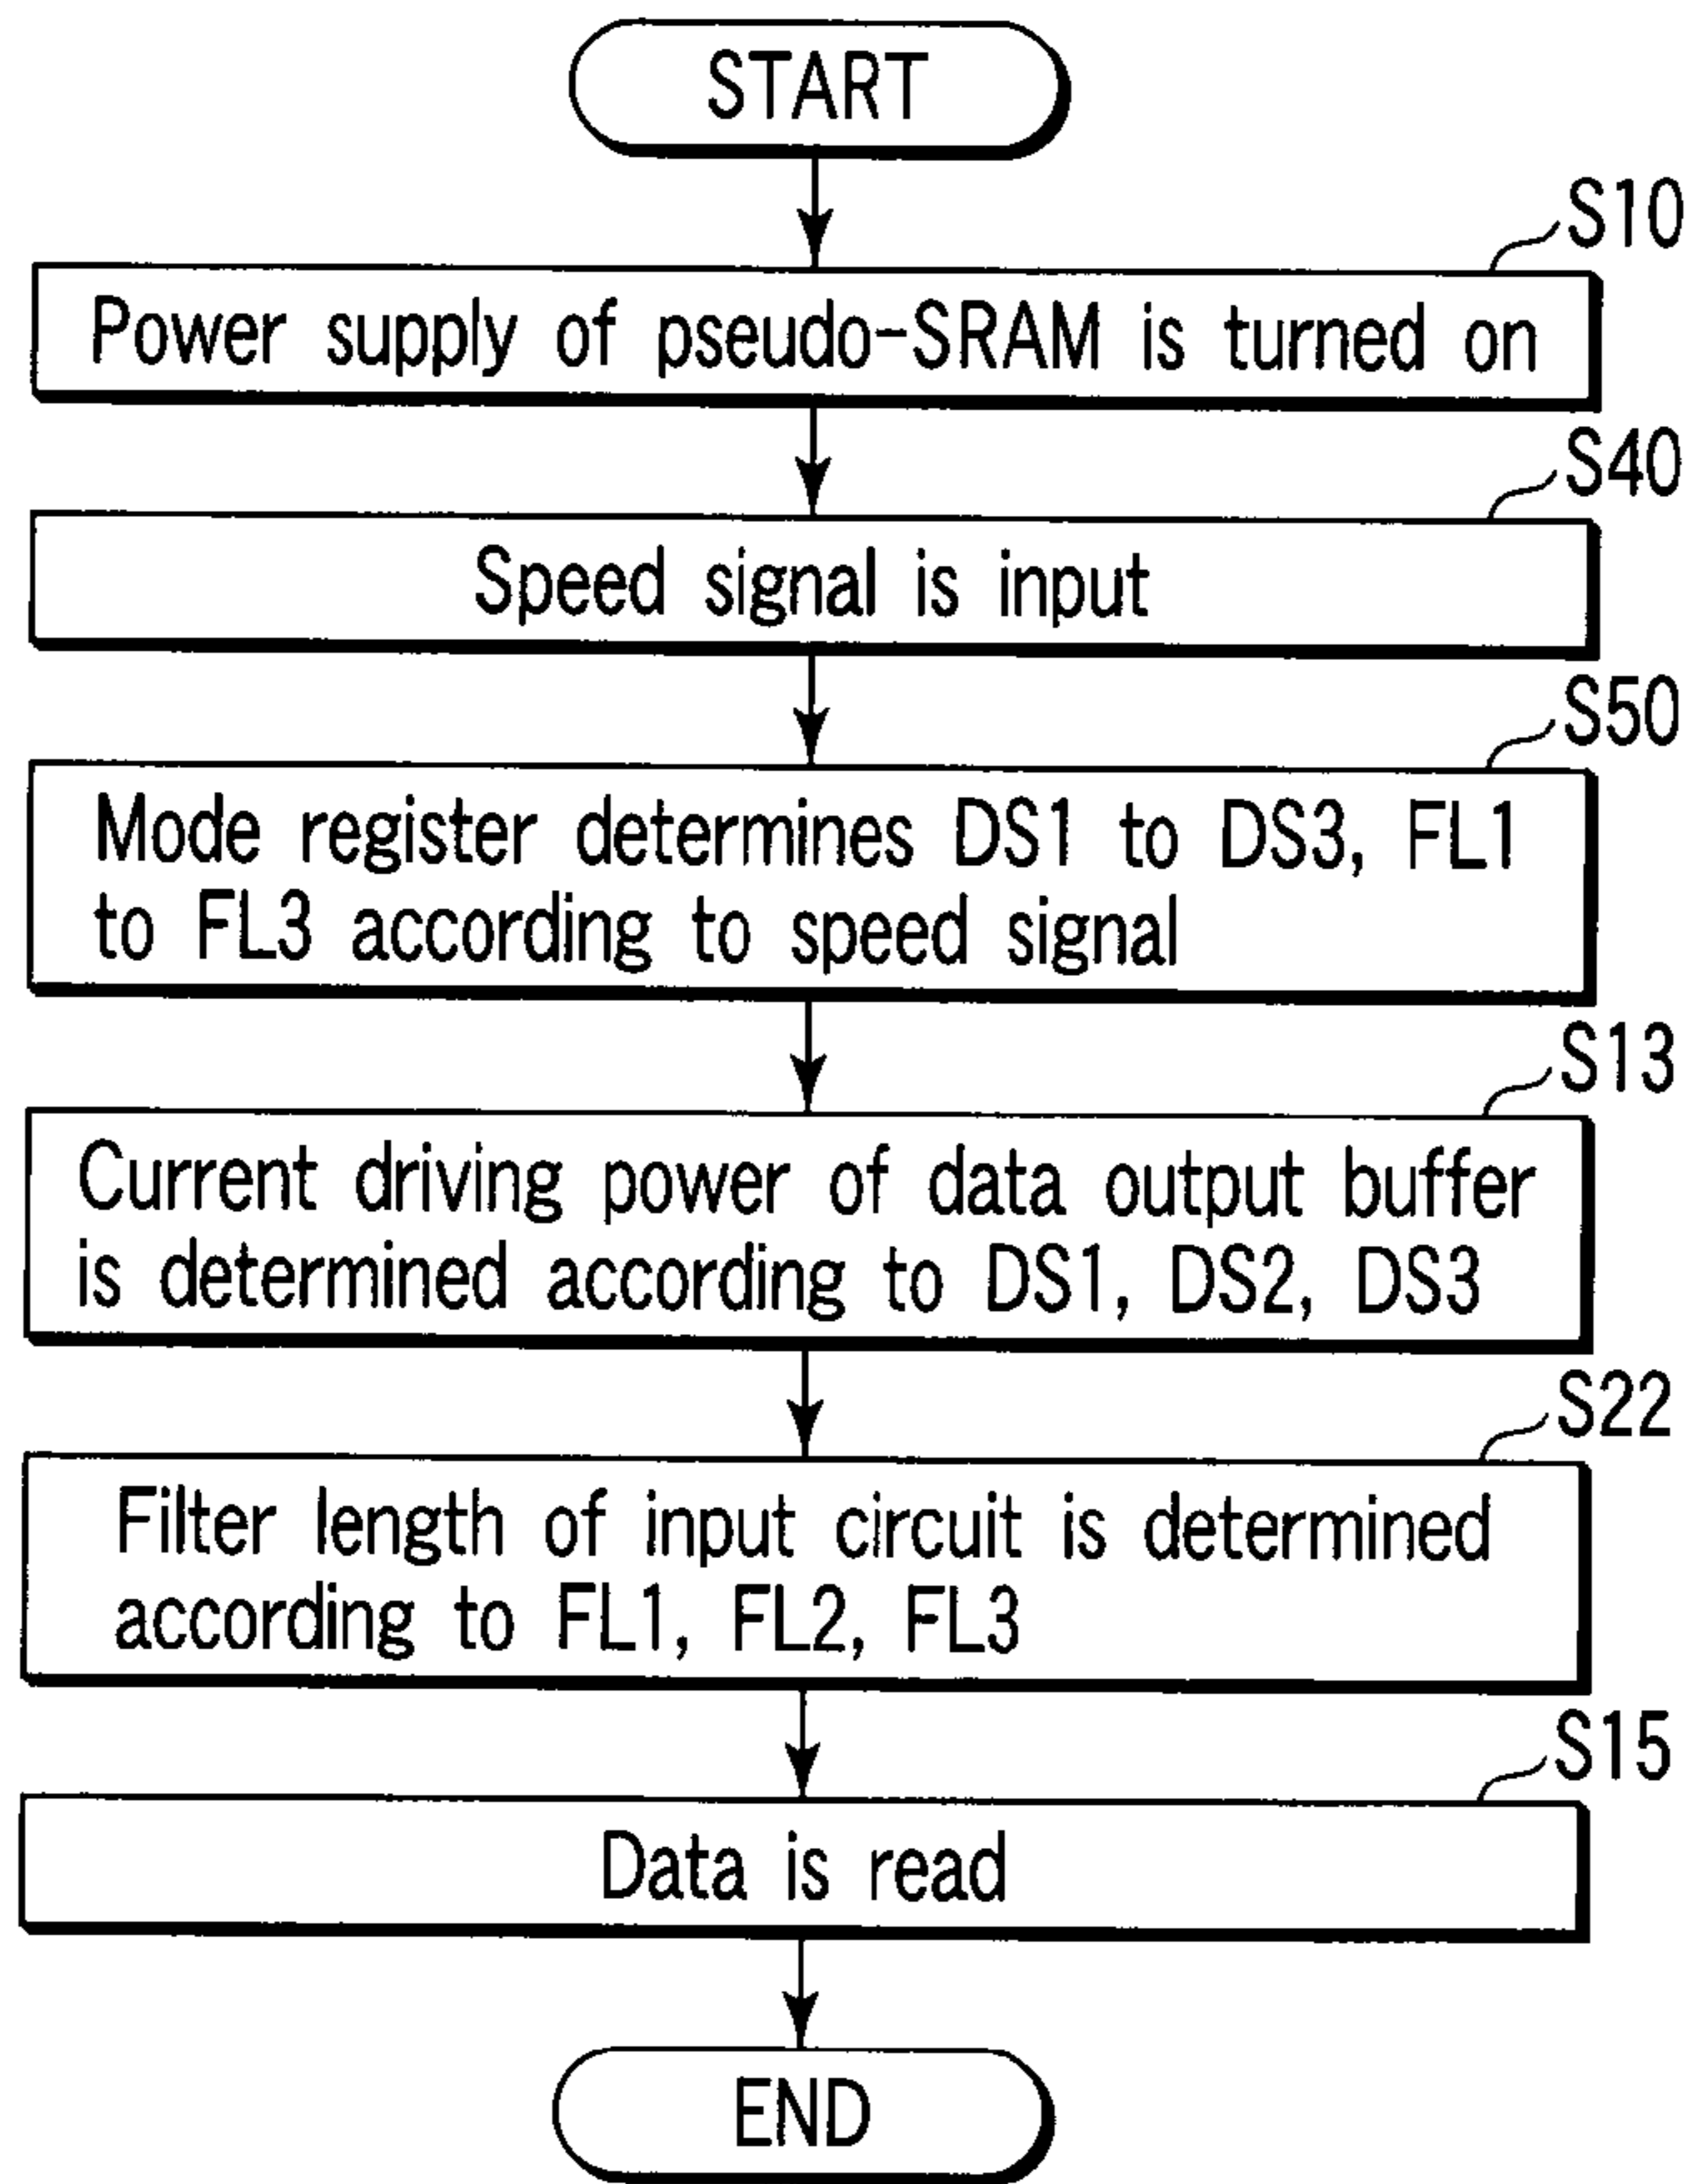 START
S10
Power supply of pseudo-SRAM is turned on
S40
Speed signal is input
S50
Mode register determines DS1 to DS3, FL1
to FL3 according to speed signal
S13
Current driving power of data output buffer
is determined according to DS1, DS2, DS3
S22
Filter length of input circuit is determined
according to FL1, FL2, FL3
S15
Data is read
END